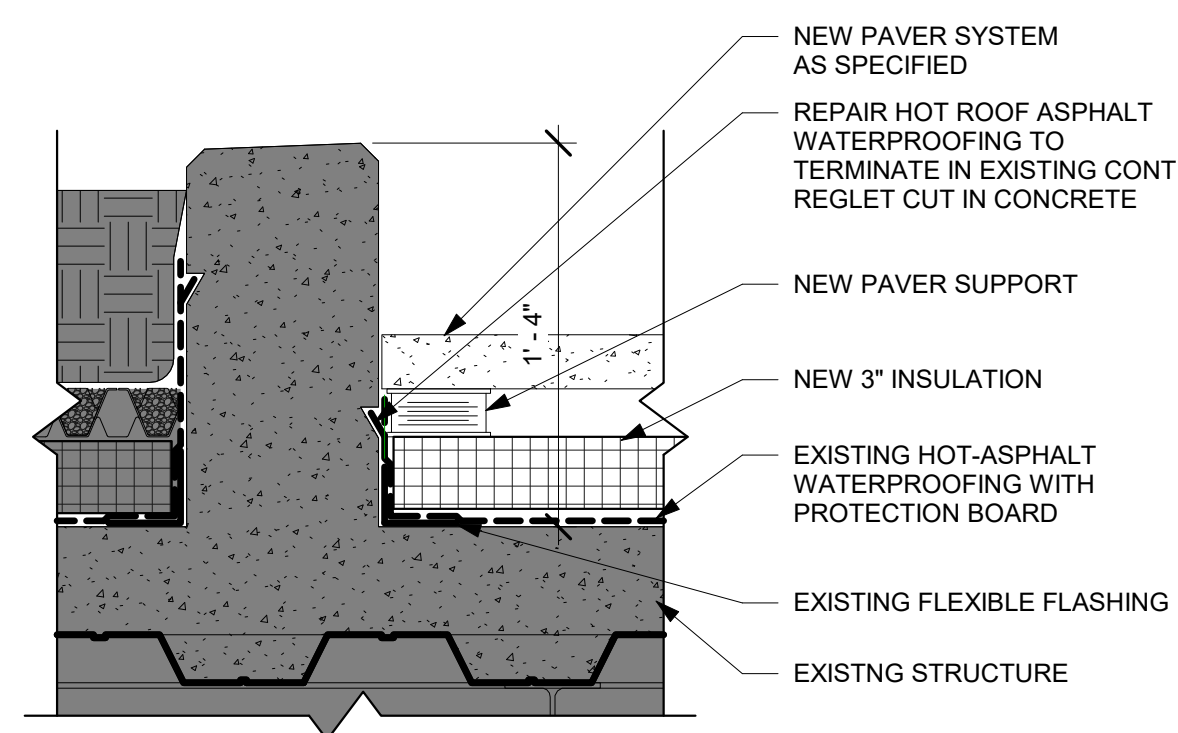 NEW PAVER SYSTEM
AS SPECIFIED
REPAIR HOT ROOF ASPHALT
WATERPROOFING TO
TERMINATE IN EXISTING CONT
REGLET CUT IN CONCRETE
NEW PAVER SUPPORT
1' - 4"
NEW 3" INSULATION
EXISTING HOT-ASPHALT
WATERPROOFING WITH
PROTECTION BOARD
EXISTING FLEXIBLE FLASHING
EXISTNG STRUCTURE